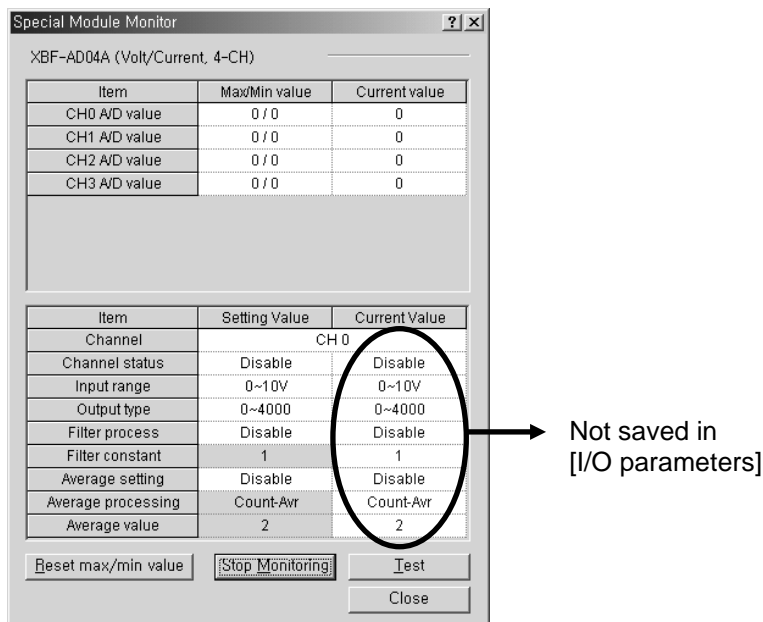 Special Module Monitor
? ×
XBF-AD04A (Volt/Current, 4-CH)
Item Max/Min value Current value
CH0 A/D value 0 / 0 0
CH1 A/D value 0 / 0 0
CH2 A/D value 0 / 0 0
CH3 A/D value 0 / 0 0
Item Setting Value Current Value
Channel CH 0
Channel status Disable Disable
Input range 0~10V 0~10V
Output type 0~4000 0~4000
Filter process Disable Disable
Filter constant 1 1
Average setting Disable Disable
Average processing Count-Avr Count-Avr
Average value 2 2
Reset max/min value Stop Monitoring Test
Close
Not saved in
[I/O parameters]